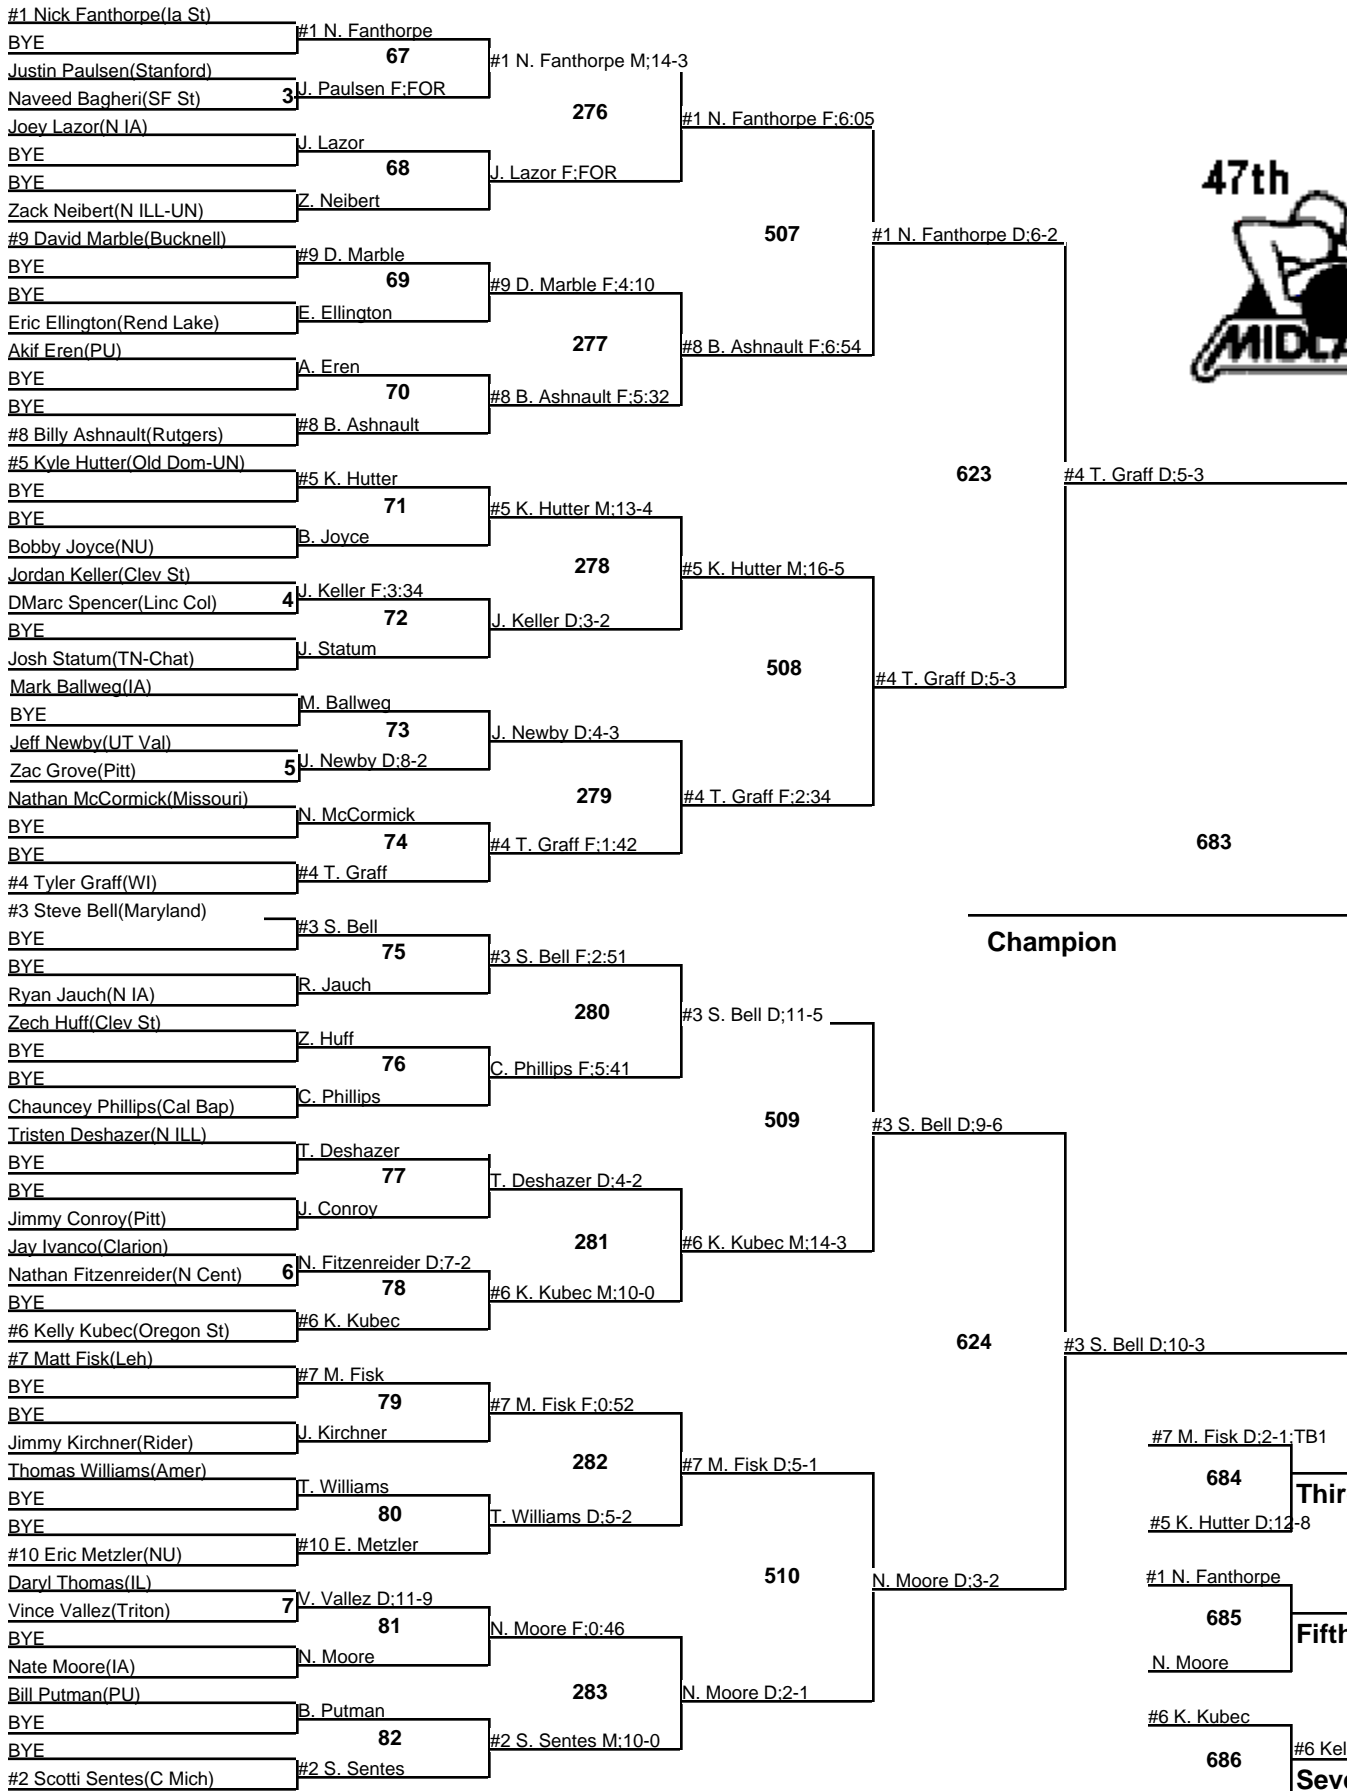 #1 Nick Fanthorpe(Ia St)
BYE
Justin Paulsen(Stanford)
Naveed Bagheri(SF St)
3
Joey Lazor(N IA)
BYE
BYE
Zack Neibert(N ILL-UN)
#9 David Marble(Bucknell)
BYE
BYE
Eric Ellington(Rend Lake)
Akif Eren(PU)
BYE
BYE
#8 Billy Ashnault(Rutgers)
#5 Kyle Hutter(Old Dom-UN)
BYE
BYE
Bobby Joyce(NU)
Jordan Keller(Clev St)
DMarc Spencer(Linc Col)
4
BYE
Josh Statum(TN-Chat)
Mark Ballweg(IA)
BYE
Jeff Newby(UT Val)
Zac Grove(Pitt)
5
Nathan McCormick(Missouri)
BYE
BYE
#4 Tyler Graff(WI)
#3 Steve Bell(Maryland)
BYE
BYE
Ryan Jauch(N IA)
Zech Huff(Clev St)
BYE
BYE
Chauncey Phillips(Cal Bap)
Tristen Deshazer(N ILL)
BYE
BYE
Jimmy Conroy(Pitt)
Jay Ivanco(Clarion)
Nathan Fitzenreider(N Cent)
6
BYE
#6 Kelly Kubec(Oregon St)
#7 Matt Fisk(Leh)
BYE
BYE
Jimmy Kirchner(Rider)
Thomas Williams(Amer)
BYE
BYE
#10 Eric Metzler(NU)
Daryl Thomas(IL)
Vince Vallez(Triton)
7
BYE
Nate Moore(IA)
Bill Putman(PU)
BYE
BYE
#2 Scotti Sentes(C Mich)
#1 N. Fanthorpe
67
J. Paulsen F;FOR
J. Lazor
68
Z. Neibert
#9 D. Marble
69
E. Ellington
A. Eren
70
#8 B. Ashnault
#5 K. Hutter
71
B. Joyce
J. Keller F;3:34
72
J. Statum
M. Ballweg
73
J. Newby D;8-2
N. McCormick
74
#4 T. Graff
#3 S. Bell
75
R. Jauch
Z. Huff
76
C. Phillips
T. Deshazer
77
J. Conroy
N. Fitzenreider D;7-2
78
#6 K. Kubec
#7 M. Fisk
79
J. Kirchner
T. Williams
80
#10 E. Metzler
V. Vallez D;11-9
81
N. Moore
B. Putman
82
#2 S. Sentes
#1 N. Fanthorpe M;14-3
276
J. Lazor F;FOR
#9 D. Marble F;4:10
277
#8 B. Ashnault F;5:32
#5 K. Hutter M;13-4
278
J. Keller D;3-2
J. Newby D;4-3
279
#4 T. Graff F;1:42
#3 S. Bell F;2:51
280
C. Phillips F;5:41
T. Deshazer D;4-2
281
#6 K. Kubec M;10-0
#7 M. Fisk F;0:52
282
T. Williams D;5-2
N. Moore F;0:46
283
#2 S. Sentes M;10-0
#1 N. Fanthorpe F;6:05
507
#8 B. Ashnault F;6:54
#5 K. Hutter M;16-5
508
#4 T. Graff F;2:34
#3 S. Bell D;11-5
509
#6 K. Kubec M;14-3
#7 M. Fisk D;5-1
510
N. Moore D;2-1
#1 N. Fanthorpe D;6-2
623
#4 T. Graff D;5-3
#3 S. Bell D;9-6
624
N. Moore D;3-2
47th
#4 T. Graff D;5-3
683
Champion
#3 S. Bell D;10-3
#7 M. Fisk D;2-1;TB1
684
#5 K. Hutter D;12-8
#1 N. Fanthorpe
685
N. Moore
#6 K. Kubec
686